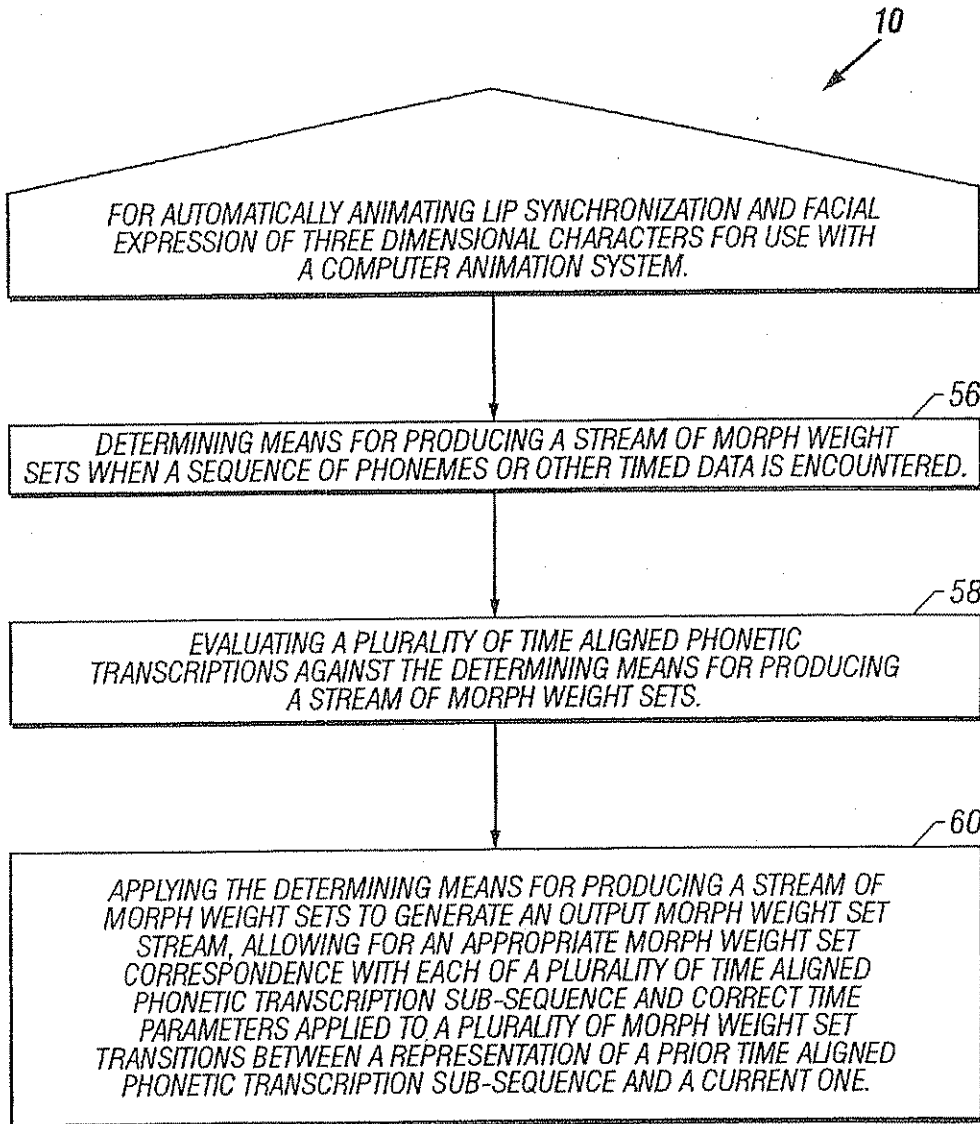 10
FOR AUTOMATICALLY ANIMATING LIP SYNCHRONIZATION AND FACIAL
EXPRESSION OF THREE DIMENSIONAL CHARACTERS FOR USE WITH
A COMPUTER ANIMATION SYSTEM.
56
DETERMINING MEANS FOR PRODUCING A STREAM OF MORPH WEIGHT
SETS WHEN A SEQUENCE OF PHONEMES OR OTHER TIMED DATA IS ENCOUNTERED.
58
EVALUATING A PLURALITY OF TIME ALIGNED PHONETIC
TRANSCRIPTIONS AGAINST THE DETERMINING MEANS FOR PRODUCING
A STREAM OF MORPH WEIGHT SETS.
60
APPLYING THE DETERMINING MEANS FOR PRODUCING A STREAM OF
MORPH WEIGHT SETS TO GENERATE AN OUTPUT MORPH WEIGHT SET
STREAM, ALLOWING FOR AN APPROPRIATE MORPH WEIGHT SET
CORRESPONDENCE WITH EACH OF A PLURALITY OF TIME ALIGNED
PHONETIC TRANSCRIPTION SUB-SEQUENCE AND CORRECT TIME
PARAMETERS APPLIED TO A PLURALITY OF MORPH WEIGHT SET
TRANSITIONS BETWEEN A REPRESENTATION OF A PRIOR TIME ALIGNED
PHONETIC TRANSCRIPTION SUB-SEQUENCE AND A CURRENT ONE.